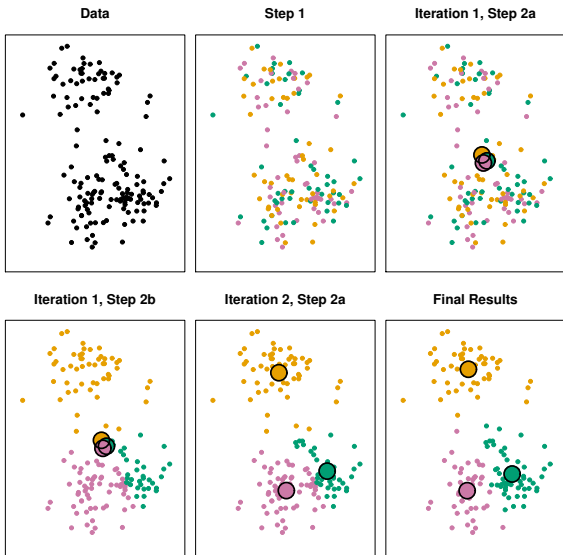 Data
Step 1
Iteration 1, Step 2a
Iteration 1, Step 2b
Iteration 2, Step 2a
Final Results